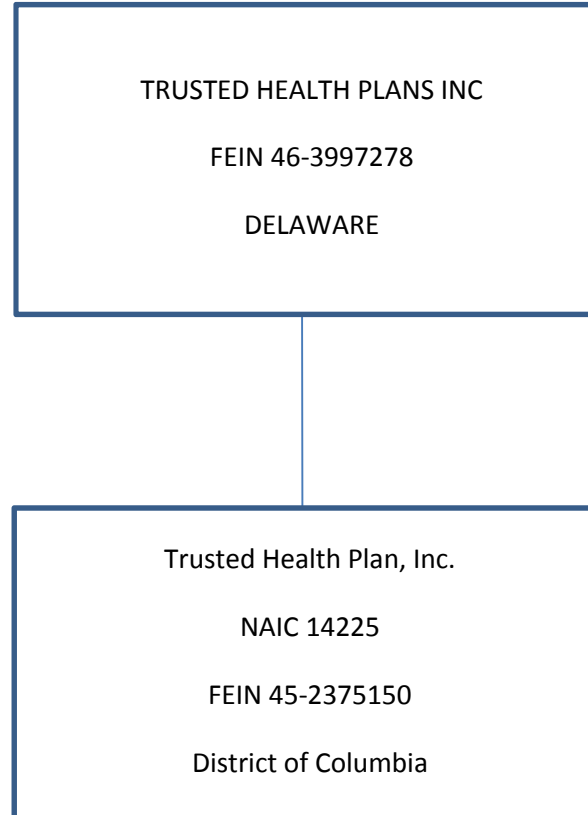 TRUSTED HEALTH PLANS INC
FEIN 46-3997278
DELAWARE
Trusted Health Plan, Inc.
NAIC 14225
FEIN 45-2375150
District of Columbia